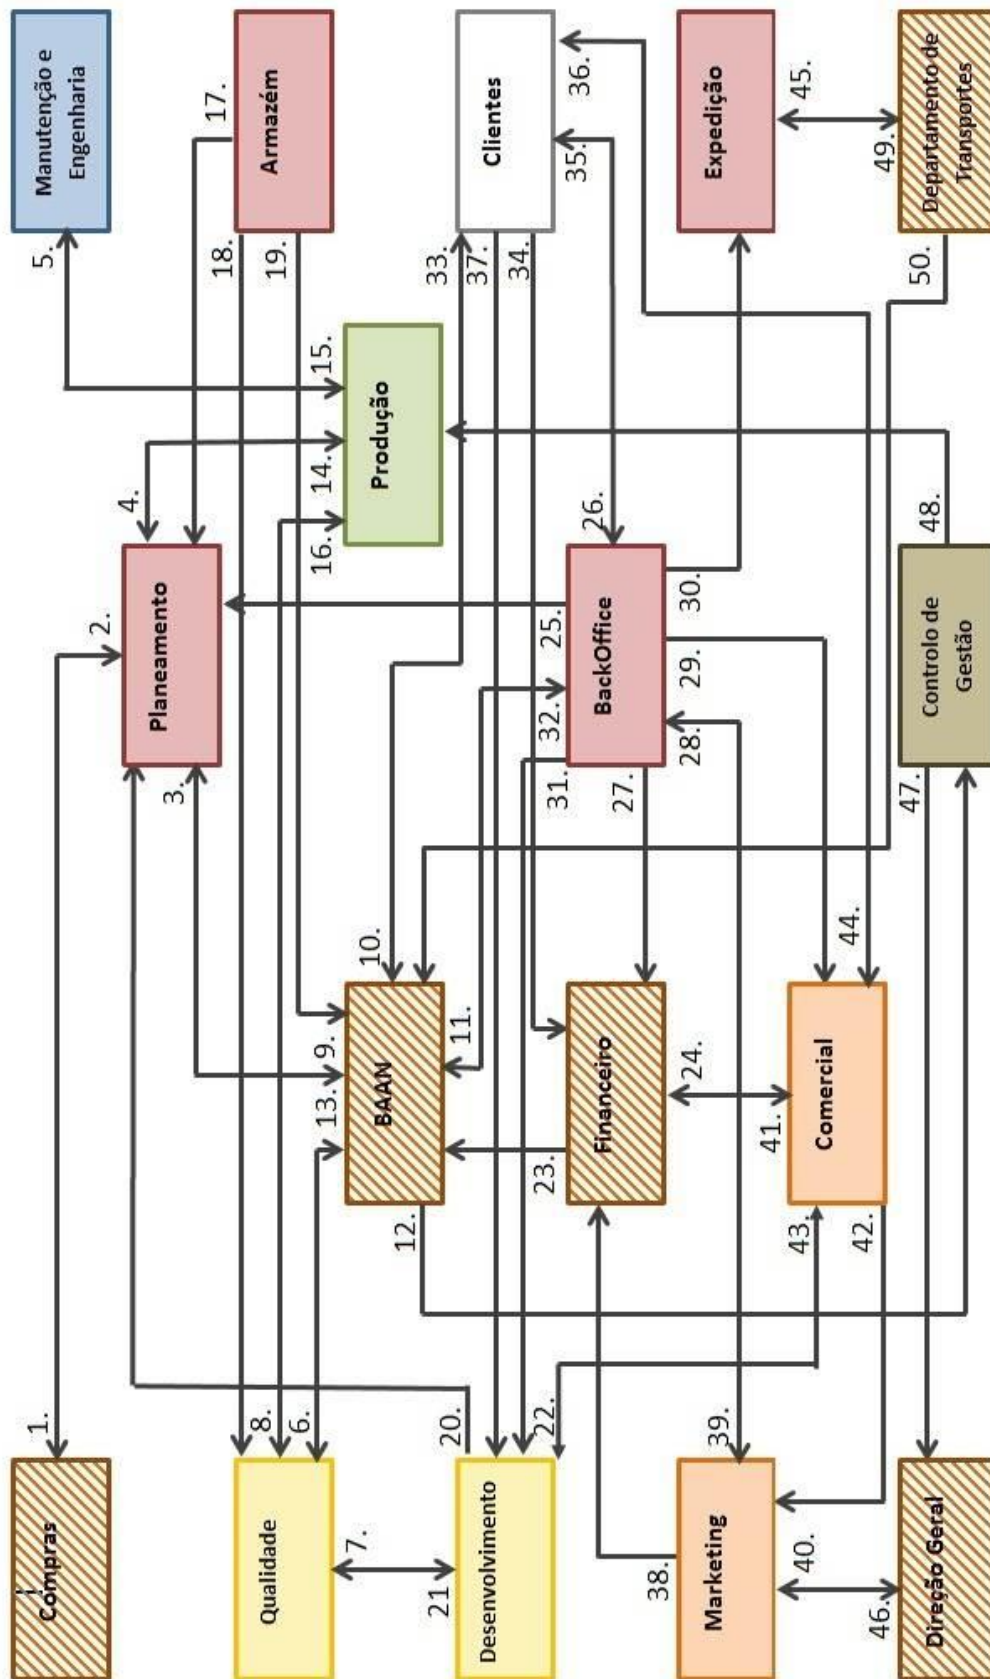 Compras
1.
Manutenção e
Engenharia
5.
2.
4.
Planeamento
3.
17.
Qualidade
8.
6.
18.
Armazém
19.
7.
16.
14.
15.
13.
9.
10.
Produção
BAAN
21
20.
12.
11.
33.
37.
34.
Desenvolvimento
22.
23.
31.
32.
25.
Clientes
26.
35.
36.
Financeiro
BackOffice
27.
28.
29.
30.
38.
24.
39.
Marketing
41.
Expedição
43.
Comercial
42.
44.
40.
45.
46.
47.
48.
49.
50.
Direção Geral
Controlo de
Gestão
Departamento de
Transportes